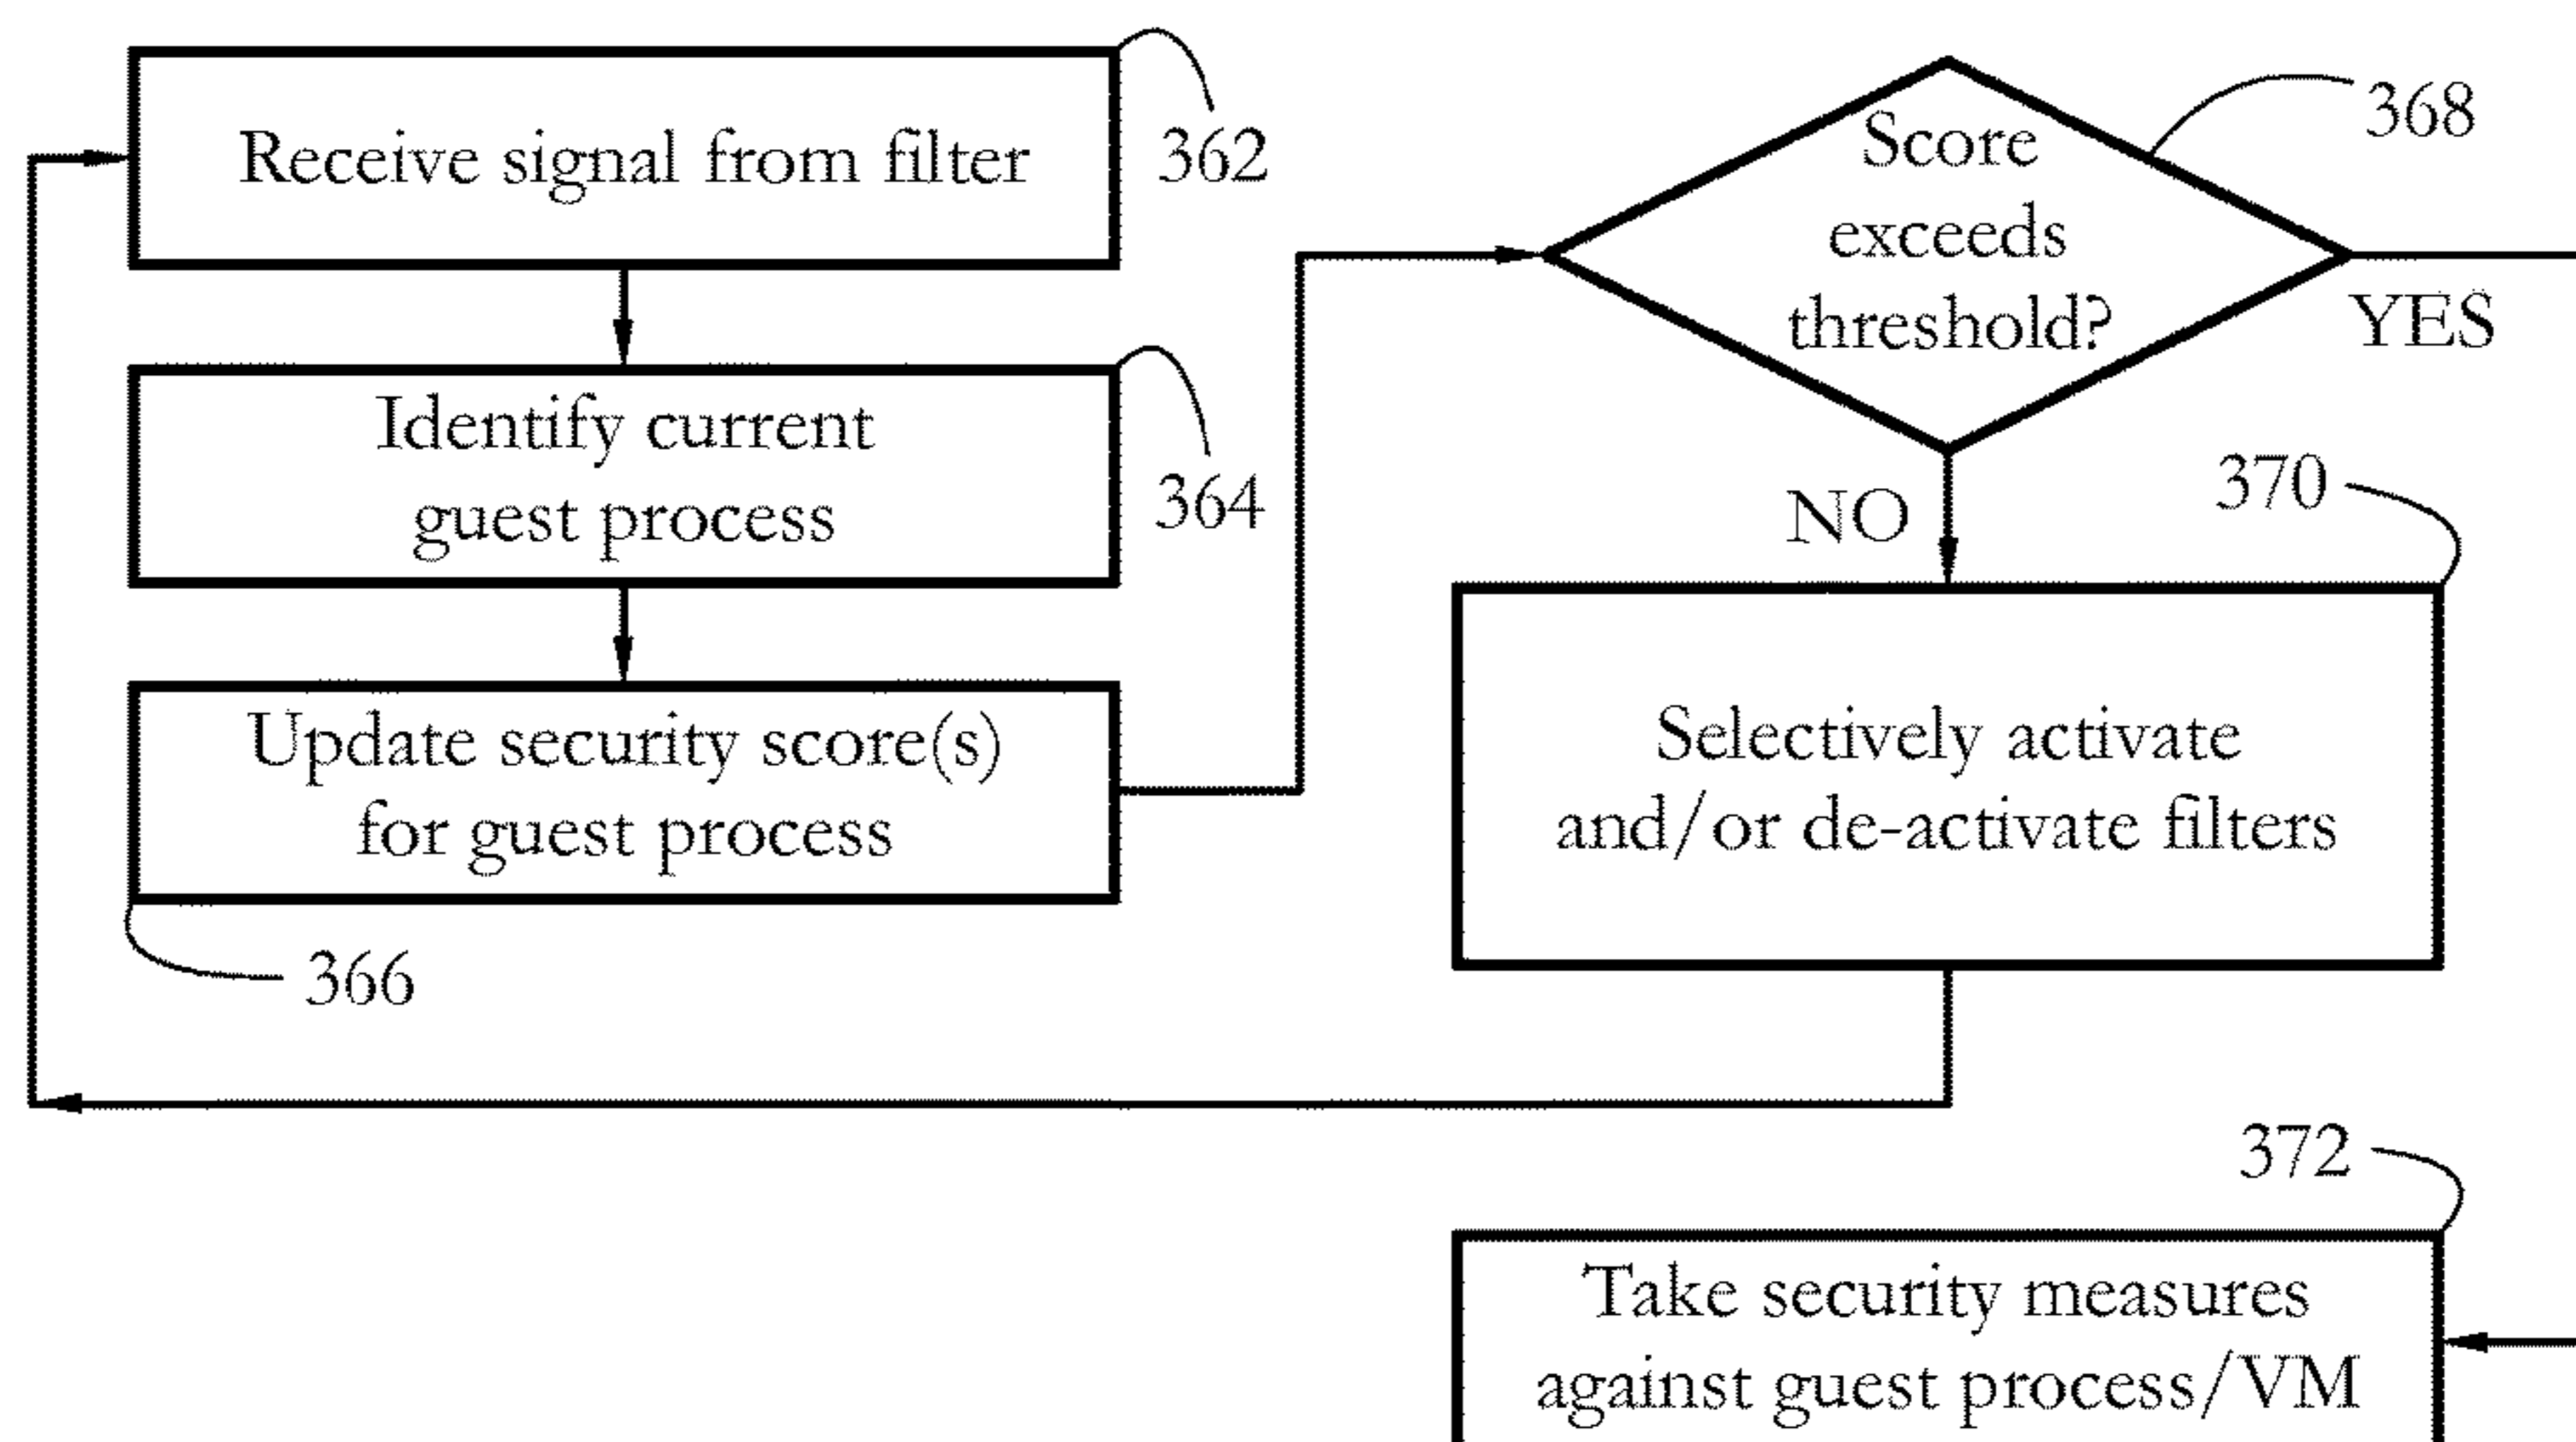 Receive signal from filter
362
Identify current
guest process
364
Update security score(s)
for guest process
366
Score
exceeds
threshold?
368
YES
NO
370
Selectively activate
and/or de-activate filters
372
Take security measures
against guest process/VM